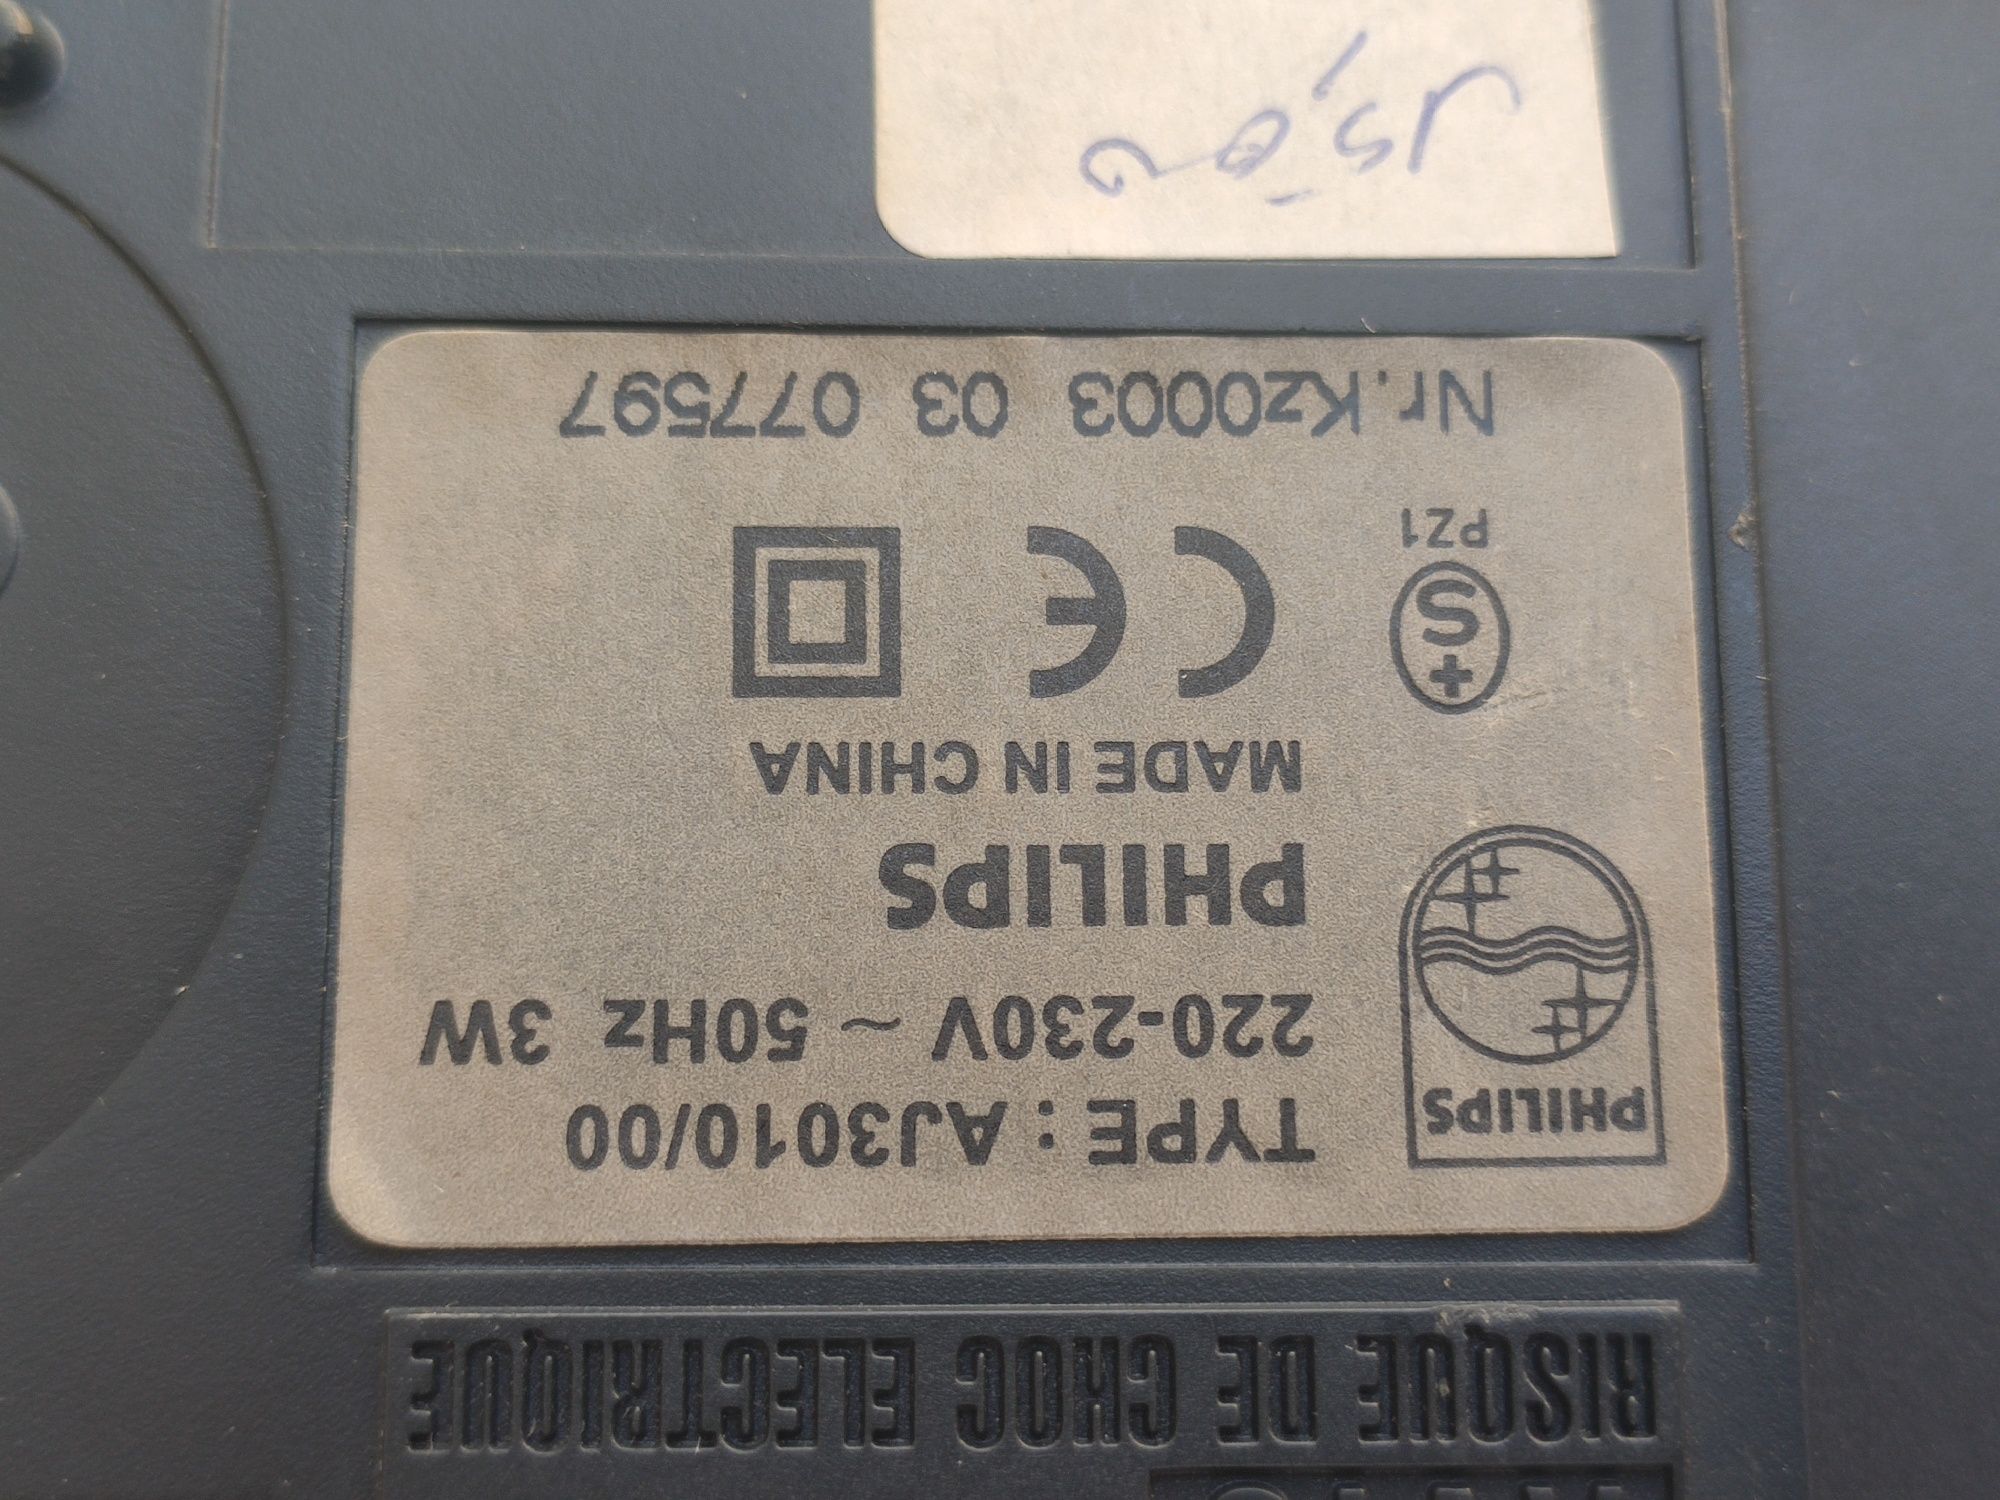 RISQUE DE CHOC ELECTRIQUE
PHILIPS
TYPE : AJ3010/00
220-230V ~ 50Hz 3W
PHILIPS
MADE IN CHINA
+S
PZ1
CE
Nr.Kz0003 03 077597